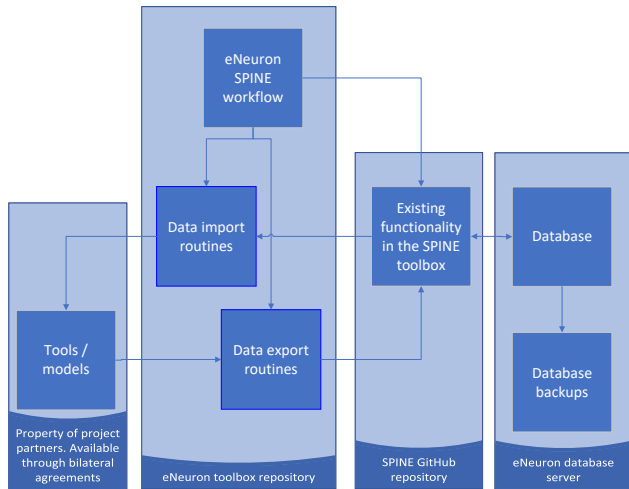 eNeuron
SPINE
workflow
Data import
routines
Existing
functionality
in the SPINE
toolbox
Database
Tools /
models
Data export
routines
Database
backups
Property of project
partners. Available
through bilateral
agreements
eNeuron toolbox repository
SPINE GitHub
repository
eNeuron database
server